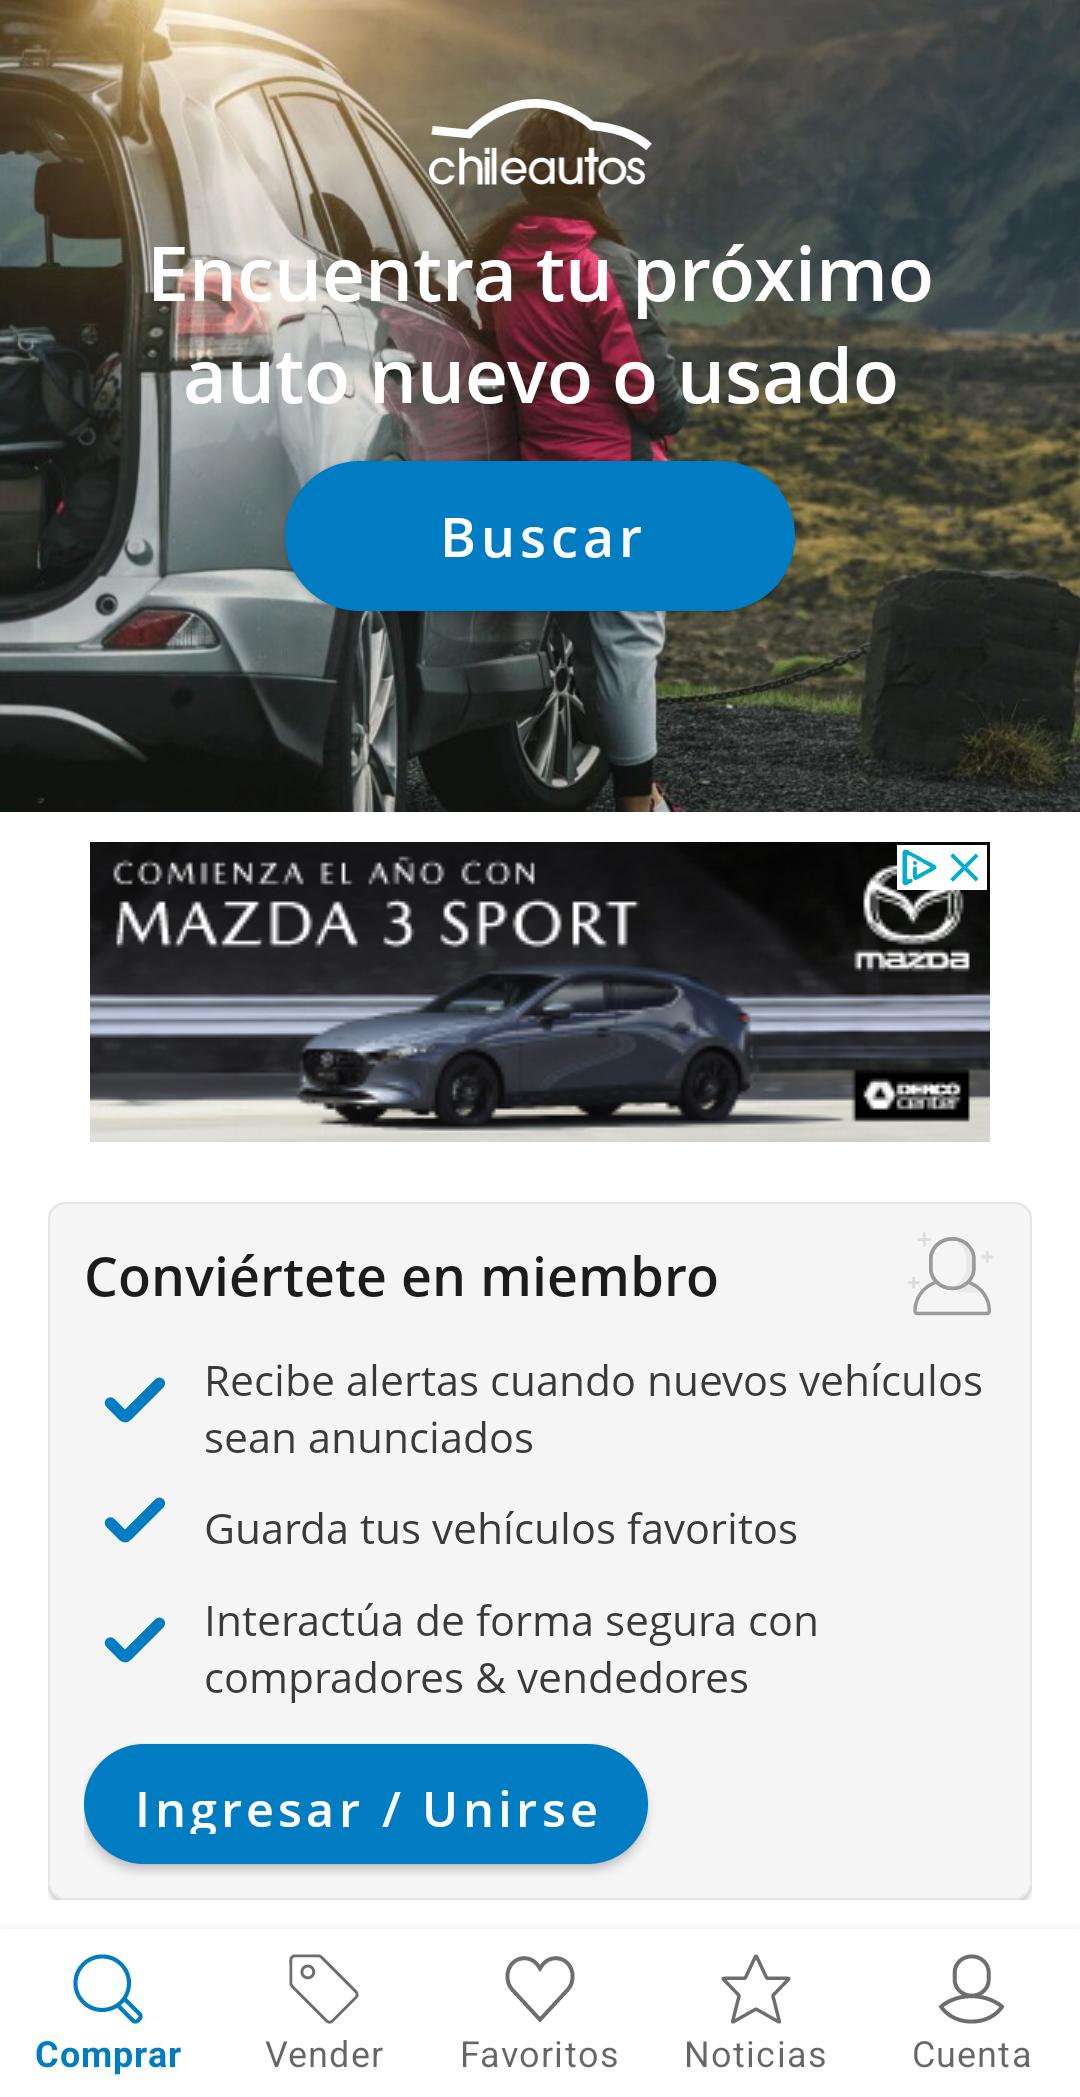 chileautos
Encuentra tu próximo
auto nuevo o usado
Buscar
COMIENZA EL AÑO CON
MAZDA 3 SPORT
mazda
DERCO
center
Conviértete en miembro
Recibe alertas cuando nuevos vehículos
sean anunciados
Guarda tus vehículos favoritos
Interactúa de forma segura con
compradores & vendedores
Ingresar / Unirse
Comprar
Vender
Favoritos
Noticias
Cuenta